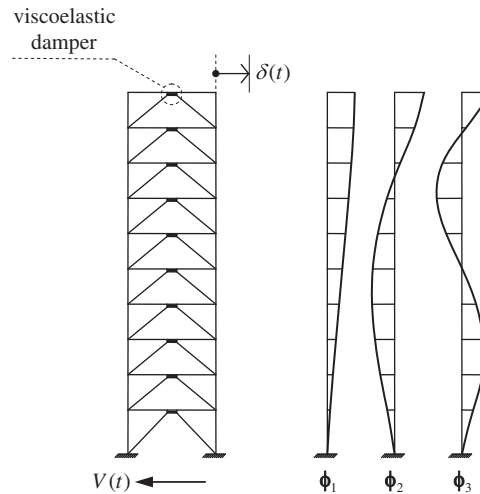 viscoelastic
damper
δ(t)
V(t)
ϕ₁
ϕ₂
ϕ₃